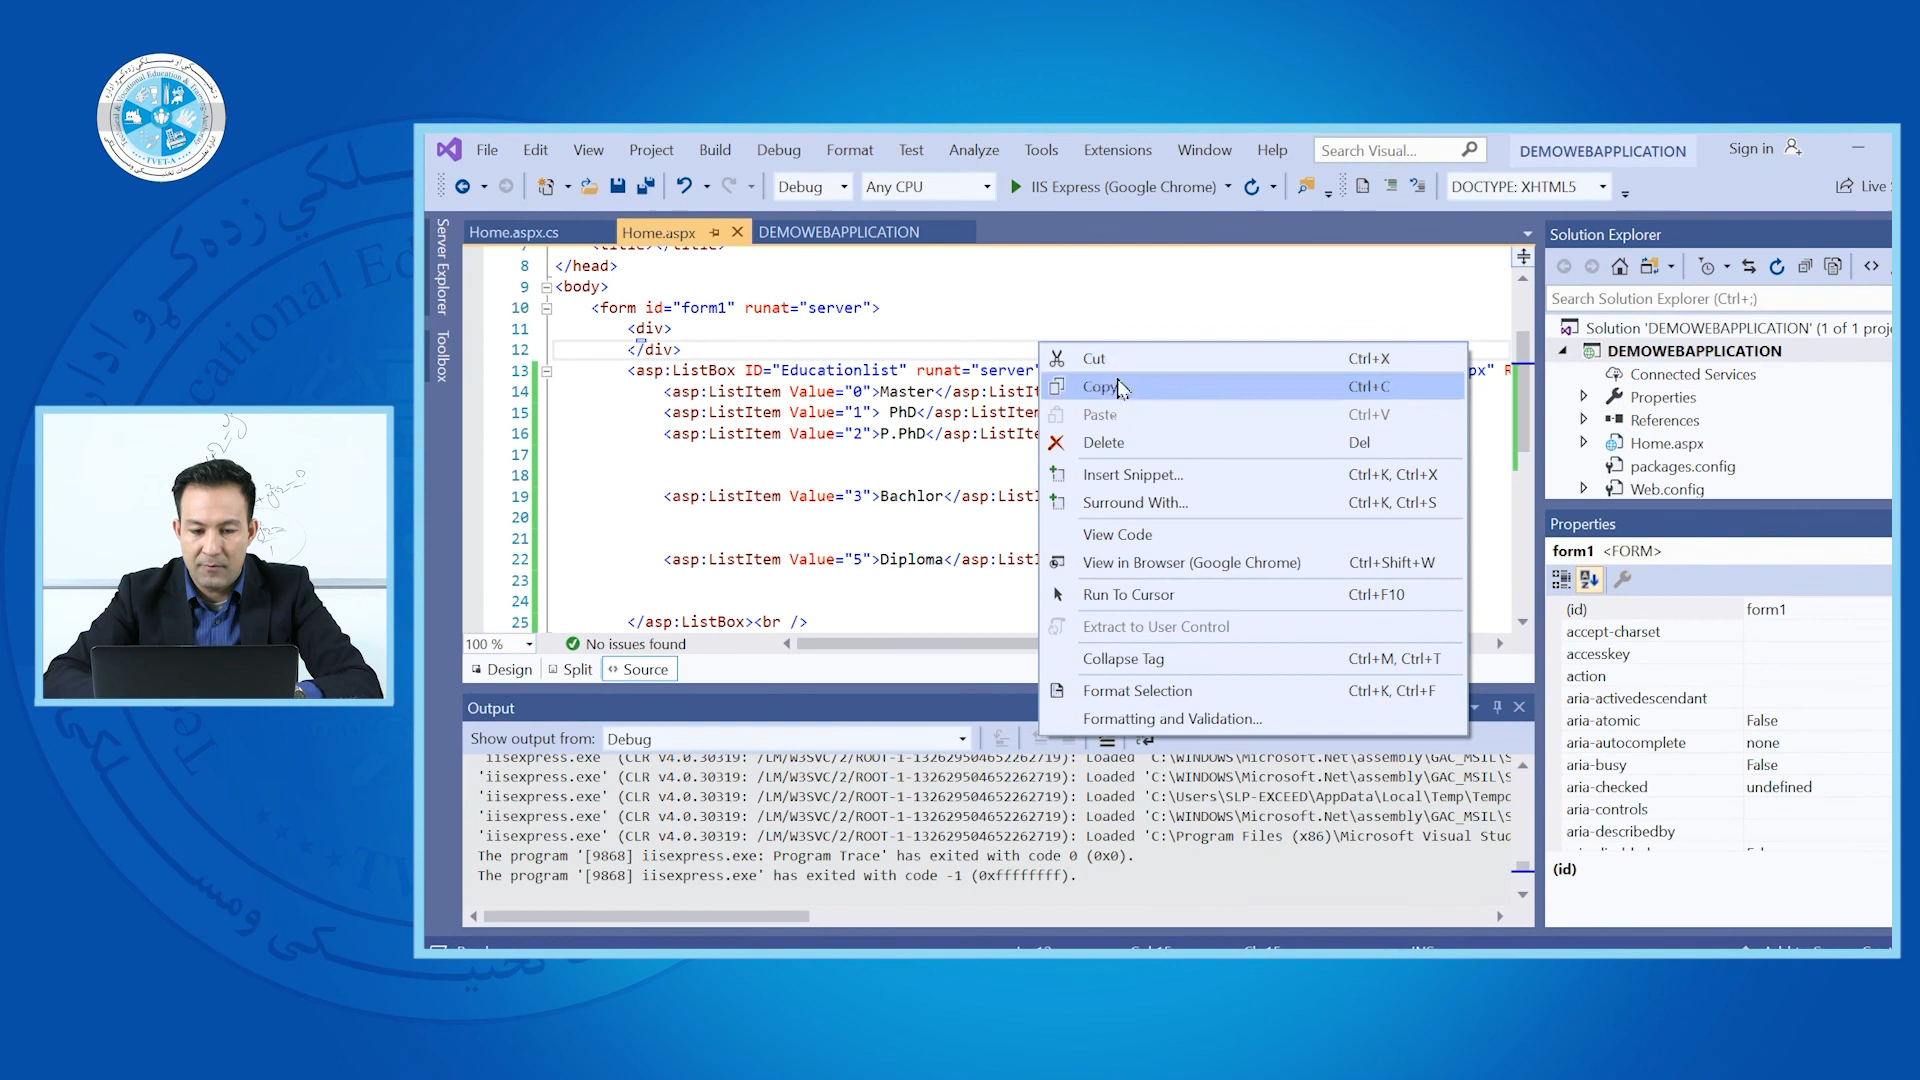 Technical & Vocational Education & Training Authority
TVET-A
File Edit View Project Build Debug Format Test Analyze Tools Extensions Window Help Search Visual... DEMOWEBAPPLICATION Sign in
Debug Any CPU IIS Express (Google Chrome) DOCTYPE: XHTML5 Live
Server Explorer
Toolbox
Home.aspx.cs Home.aspx DEMOWEBAPPLICATION
7 <title></title>
8 </head>
9 <body>
10 <form id="form1" runat="server">
11 <div>
12 </div>
13 <asp:ListBox ID="Educationlist" runat="server" px" R
14 <asp:ListItem Value="0">Master</asp:ListI
15 <asp:ListItem Value="1"> PhD</asp:ListItem
16 <asp:ListItem Value="2">P.PhD</asp:ListIte
17
18
19 <asp:ListItem Value="3">Bachlor</asp:List
20
21
22 <asp:ListItem Value="5">Diploma</asp:List
23
24
25 </asp:ListBox><br />
100 % No issues found
Design Split Source
Cut Ctrl+X
Copy Ctrl+C
Paste Ctrl+V
Delete Del
Insert Snippet... Ctrl+K, Ctrl+X
Surround With... Ctrl+K, Ctrl+S
View Code
View in Browser (Google Chrome) Ctrl+Shift+W
Run To Cursor Ctrl+F10
Extract to User Control
Collapse Tag Ctrl+M, Ctrl+T
Format Selection Ctrl+K, Ctrl+F
Formatting and Validation...
Output
Show output from: Debug
'iisexpress.exe' (CLR v4.0.30319: /LM/W3SVC/2/ROOT-1-132629504652262719): Loaded 'C:\WINDOWS\Microsoft.Net\assembly\GAC_MSIL\S
'iisexpress.exe' (CLR v4.0.30319: /LM/W3SVC/2/ROOT-1-132629504652262719): Loaded 'C:\WINDOWS\Microsoft.Net\assembly\GAC_MSIL\S
'iisexpress.exe' (CLR v4.0.30319: /LM/W3SVC/2/ROOT-1-132629504652262719): Loaded 'C:\Users\SLP-EXCEED\AppData\Local\Temp\Tempo
'iisexpress.exe' (CLR v4.0.30319: /LM/W3SVC/2/ROOT-1-132629504652262719): Loaded 'C:\WINDOWS\Microsoft.Net\assembly\GAC_MSIL\S
'iisexpress.exe' (CLR v4.0.30319: /LM/W3SVC/2/ROOT-1-132629504652262719): Loaded 'C:\Program Files (x86)\Microsoft Visual Stud
The program '[9868] iisexpress.exe: Program Trace' has exited with code 0 (0x0).
The program '[9868] iisexpress.exe' has exited with code -1 (0xffffffff).
Solution Explorer
Search Solution Explorer (Ctrl+;)
Solution 'DEMOWEBAPPLICATION' (1 of 1 proje
DEMOWEBAPPLICATION
Connected Services
Properties
References
Home.aspx
packages.config
Web.config
Properties
form1 <FORM>
(id) form1
accept-charset
accesskey
action
aria-activedescendant
aria-atomic False
aria-autocomplete none
aria-busy False
aria-checked undefined
aria-controls
aria-describedby
(id)